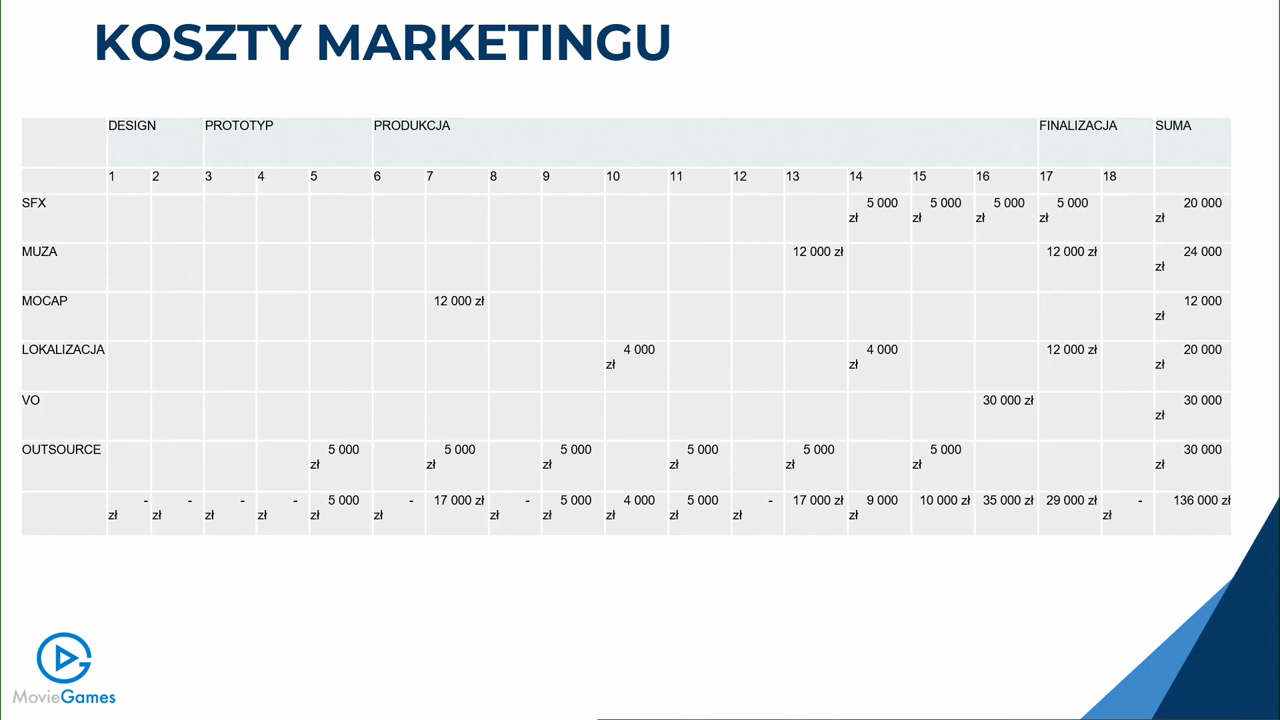 KOSZTY MARKETINGU
DESIGN PROTOTYP PRODUKCJA FINALIZACJA SUMA
1 2 3 4 5 6 7 8 9 10 11 12 13 14 15 16 17 18
SFX 5 000 zł 5 000 zł 5 000 zł 5 000 zł 20 000 zł
MUZA 12 000 zł 12 000 zł 24 000 zł
MOCAP 12 000 zł 12 000 zł
LOKALIZACJA 4 000 zł 4 000 zł 12 000 zł 20 000 zł
VO 30 000 zł 30 000 zł
OUTSOURCE 5 000 zł 5 000 zł 5 000 zł 5 000 zł 5 000 zł 5 000 zł 30 000 zł
- zł - zł - zł - zł 5 000 zł - zł 17 000 zł - zł 5 000 zł 4 000 zł 5 000 zł - zł 17 000 zł 9 000 zł 10 000 zł 35 000 zł 29 000 zł - zł 136 000 zł
MovieGames